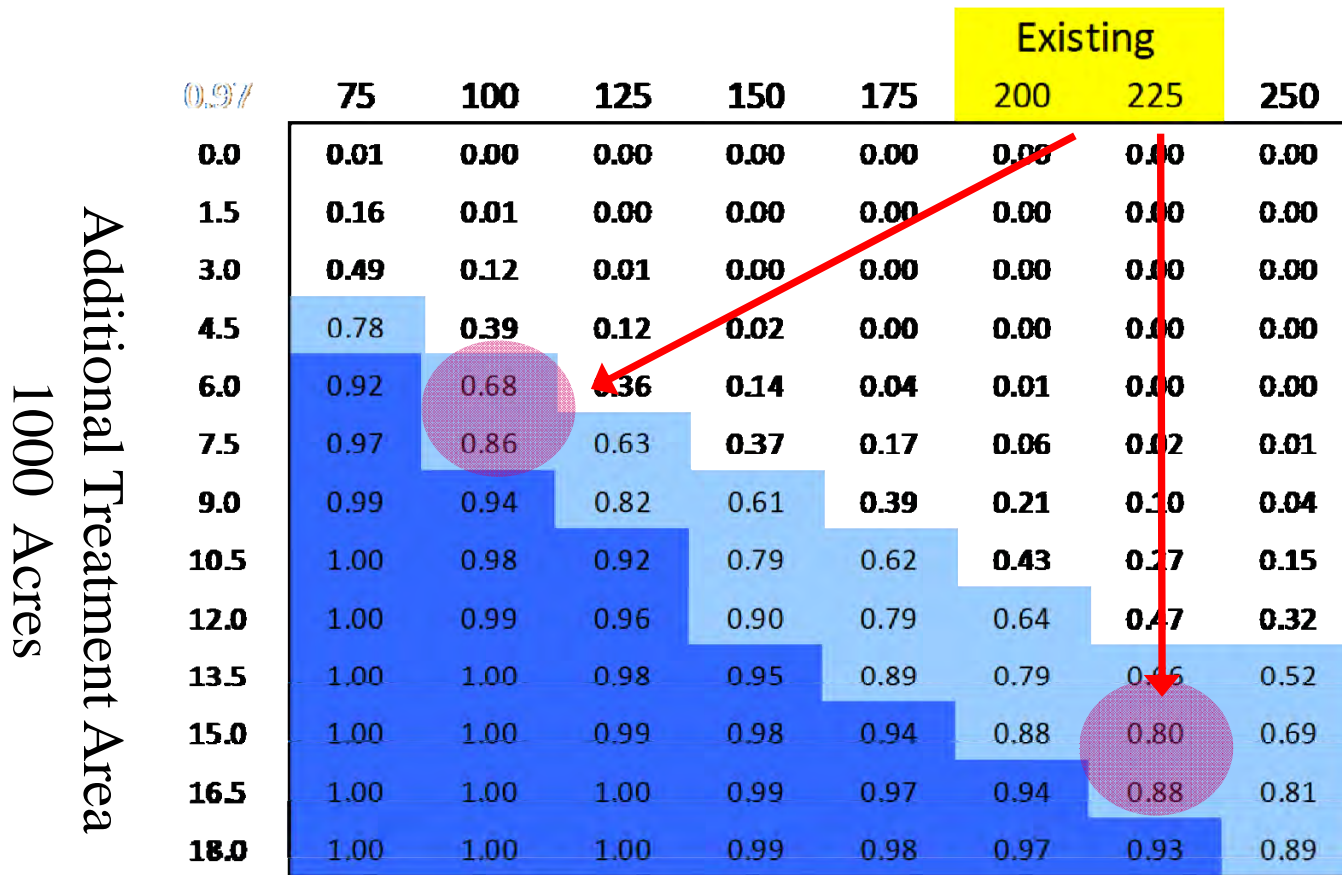 Existing
0.97 75 100 125 150 175 200 225 250
0.0 0.01 0.00 0.00 0.00 0.00 0.00 0.00 0.00
1.5 0.16 0.01 0.00 0.00 0.00 0.00 0.00 0.00
3.0 0.49 0.12 0.01 0.00 0.00 0.00 0.00 0.00
4.5 0.78 0.39 0.12 0.02 0.00 0.00 0.00 0.00
6.0 0.92 0.68 0.36 0.14 0.04 0.01 0.00 0.00
7.5 0.97 0.86 0.63 0.37 0.17 0.06 0.02 0.01
9.0 0.99 0.94 0.82 0.61 0.39 0.21 0.10 0.04
10.5 1.00 0.98 0.92 0.79 0.62 0.43 0.27 0.15
12.0 1.00 0.99 0.96 0.90 0.79 0.64 0.47 0.32
13.5 1.00 1.00 0.98 0.95 0.89 0.79 0.52
15.0 1.00 1.00 0.99 0.98 0.94 0.88 0.80 0.69
16.5 1.00 1.00 1.00 0.99 0.97 0.94 0.88 0.81
18.0 1.00 1.00 1.00 0.99 0.98 0.97 0.93 0.89
Additional Treatment Area
1000 Acres